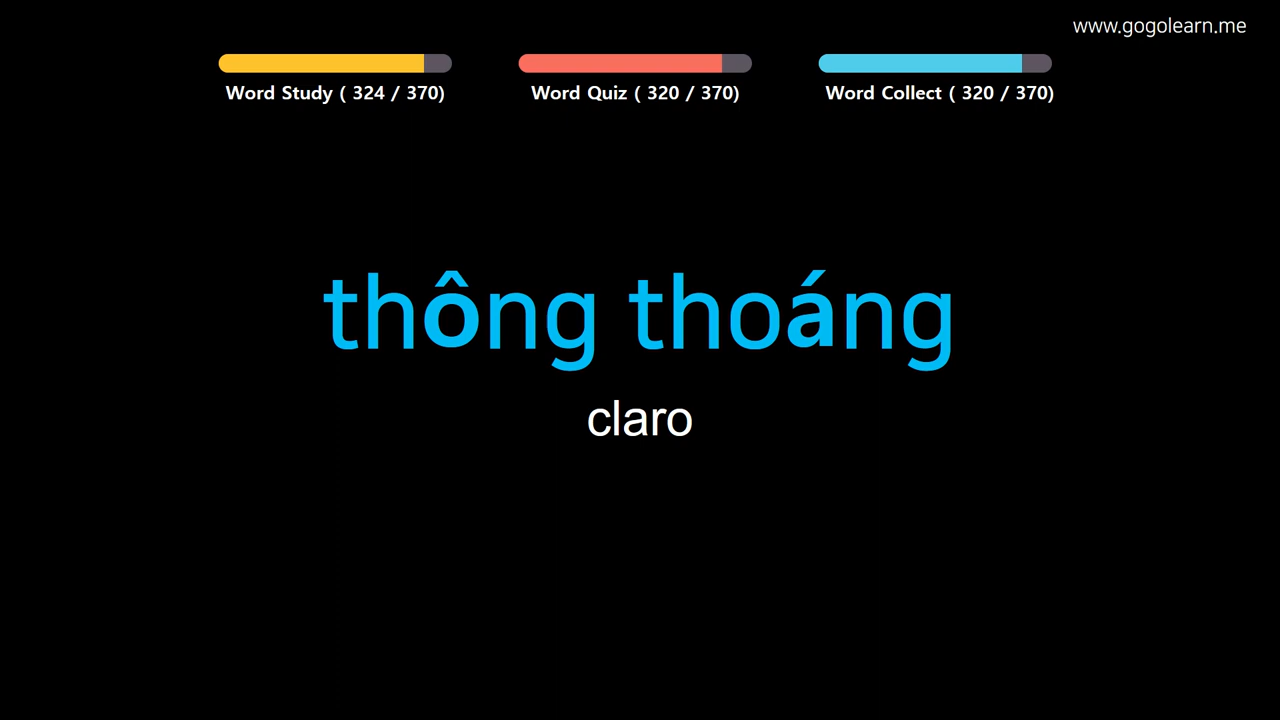 www.gogolearn.me
Word Study ( 324 / 370)
Word Quiz ( 320 / 370)
Word Collect ( 320 / 370)
thông thoáng
claro